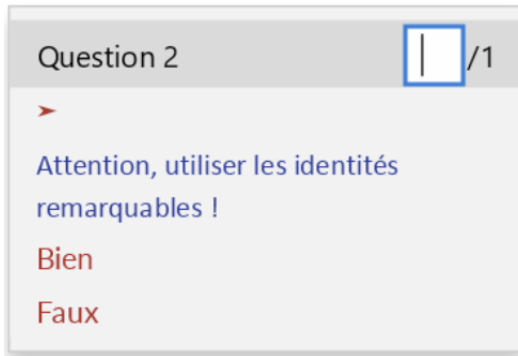 Question 2 /1
➤
Attention, utiliser les identités
remarquables !
Bien
Faux